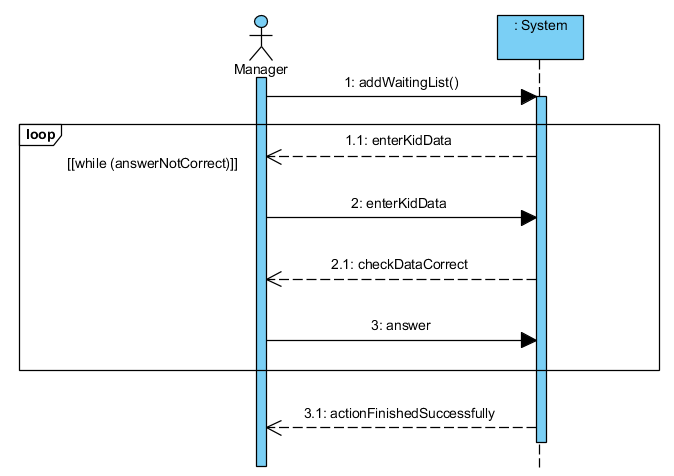 : System
Manager
1: addWaitingList()
loop
1.1: enterKidData
[[while (answerNotCorrect)]]
2: enterKidData
2.1: checkDataCorrect
3: answer
3.1: actionFinishedSuccessfully